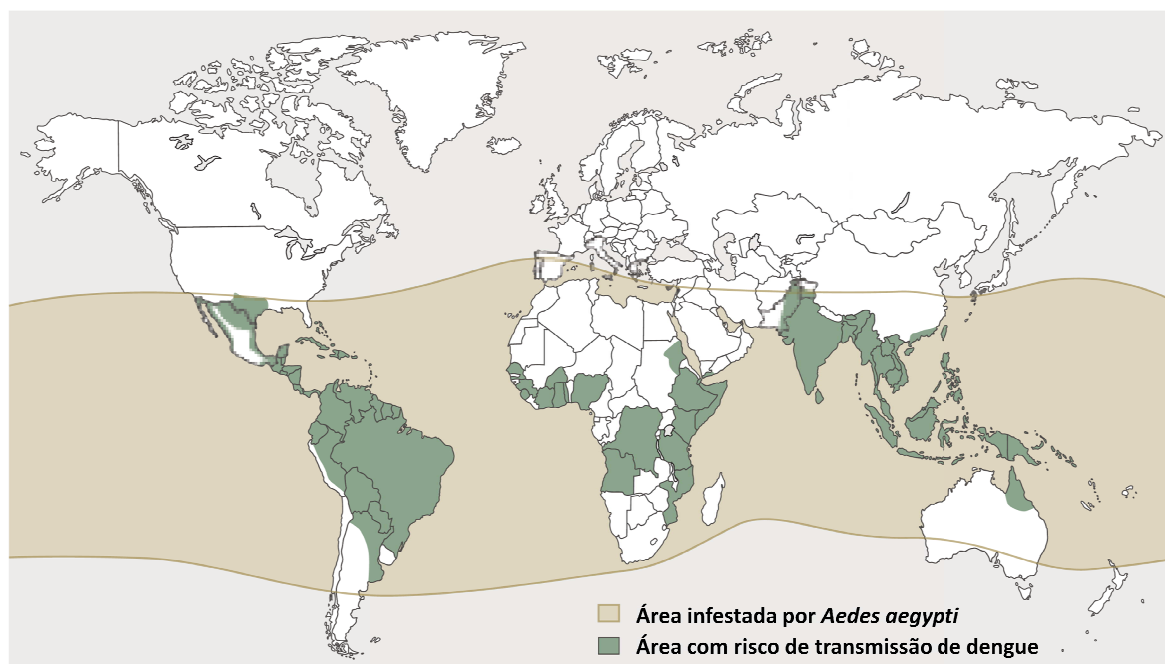 Área infestada por Aedes aegypti
Área com risco de transmissão de dengue